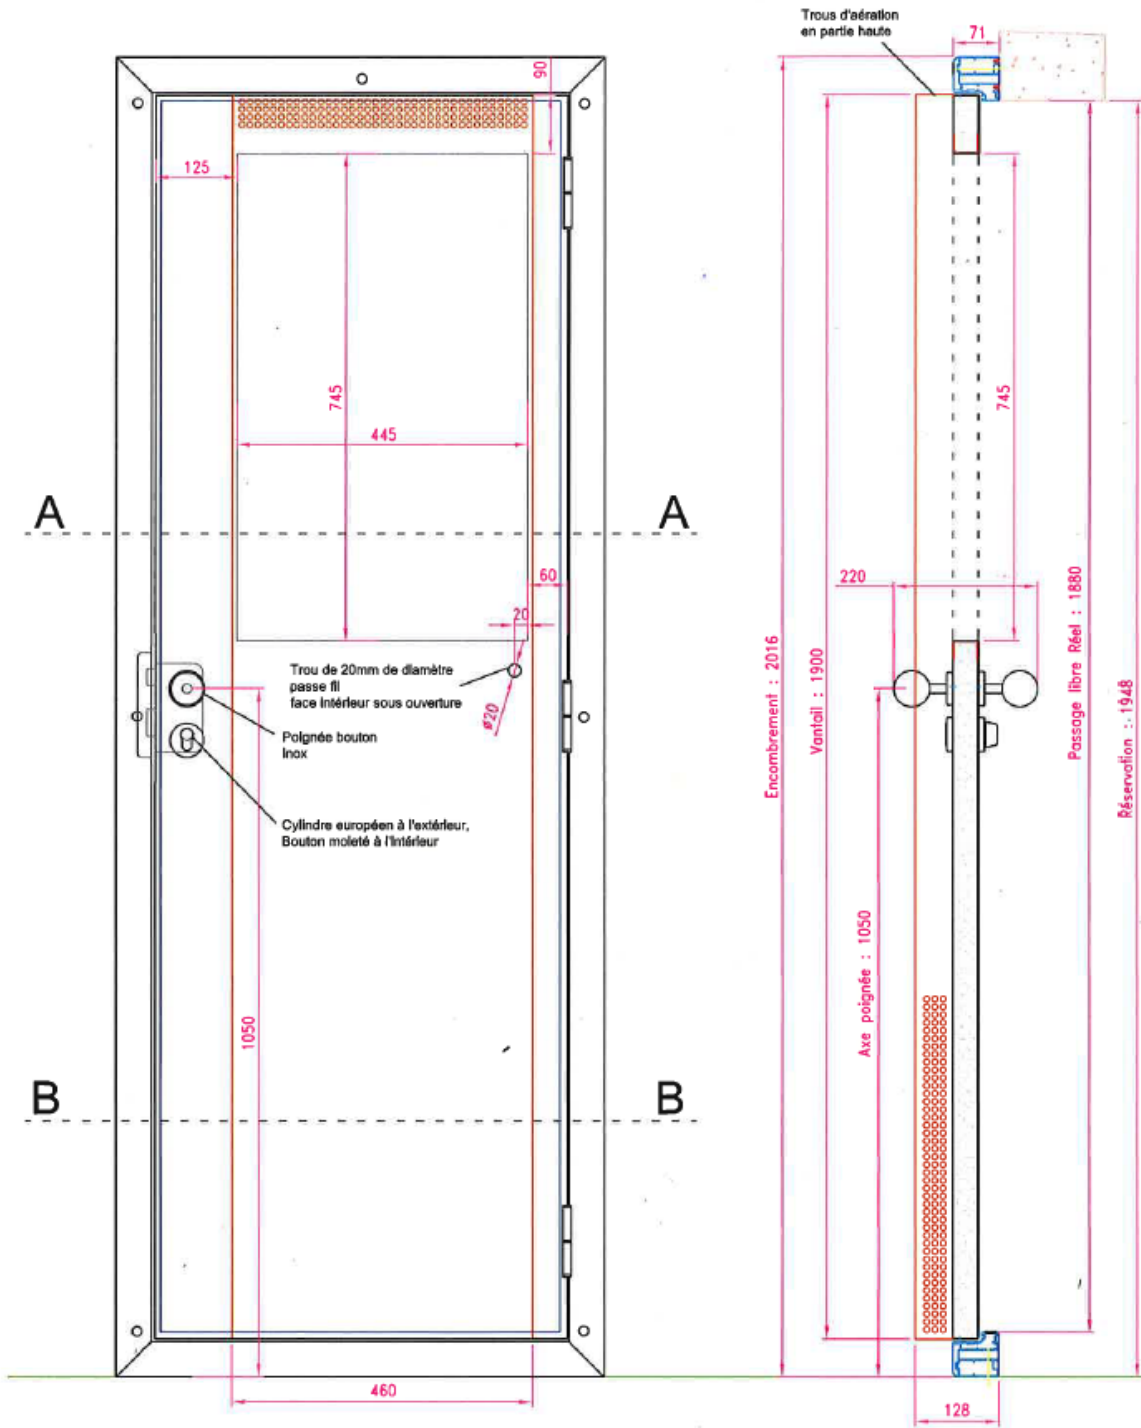 Trous d'aération
en partie haute
71
90
125
745
445
745
A
A
60
20
220
Trou de 20mm de diamètre
passe fil
face Intérieur sous ouverture
ø20
Poignée bouton
Inox
Cylindre européen à l'extérieur,
Bouton moleté à l'Intérieur
Encombrement : 2016
Vantail : 1900
Passage libre Réel : 1880
Réservation : 1948
Axe poignée : 1050
1050
B
B
460
128